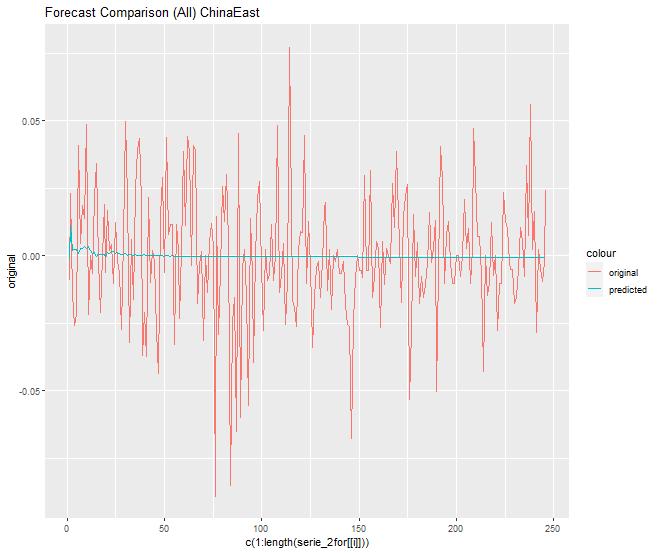 Forecast Comparison (All) ChinaEast
original
0.05
0.00
-0.05
0
50
100
150
200
250
c(1:length(serie_2for[[i]]))
colour
original
predicted